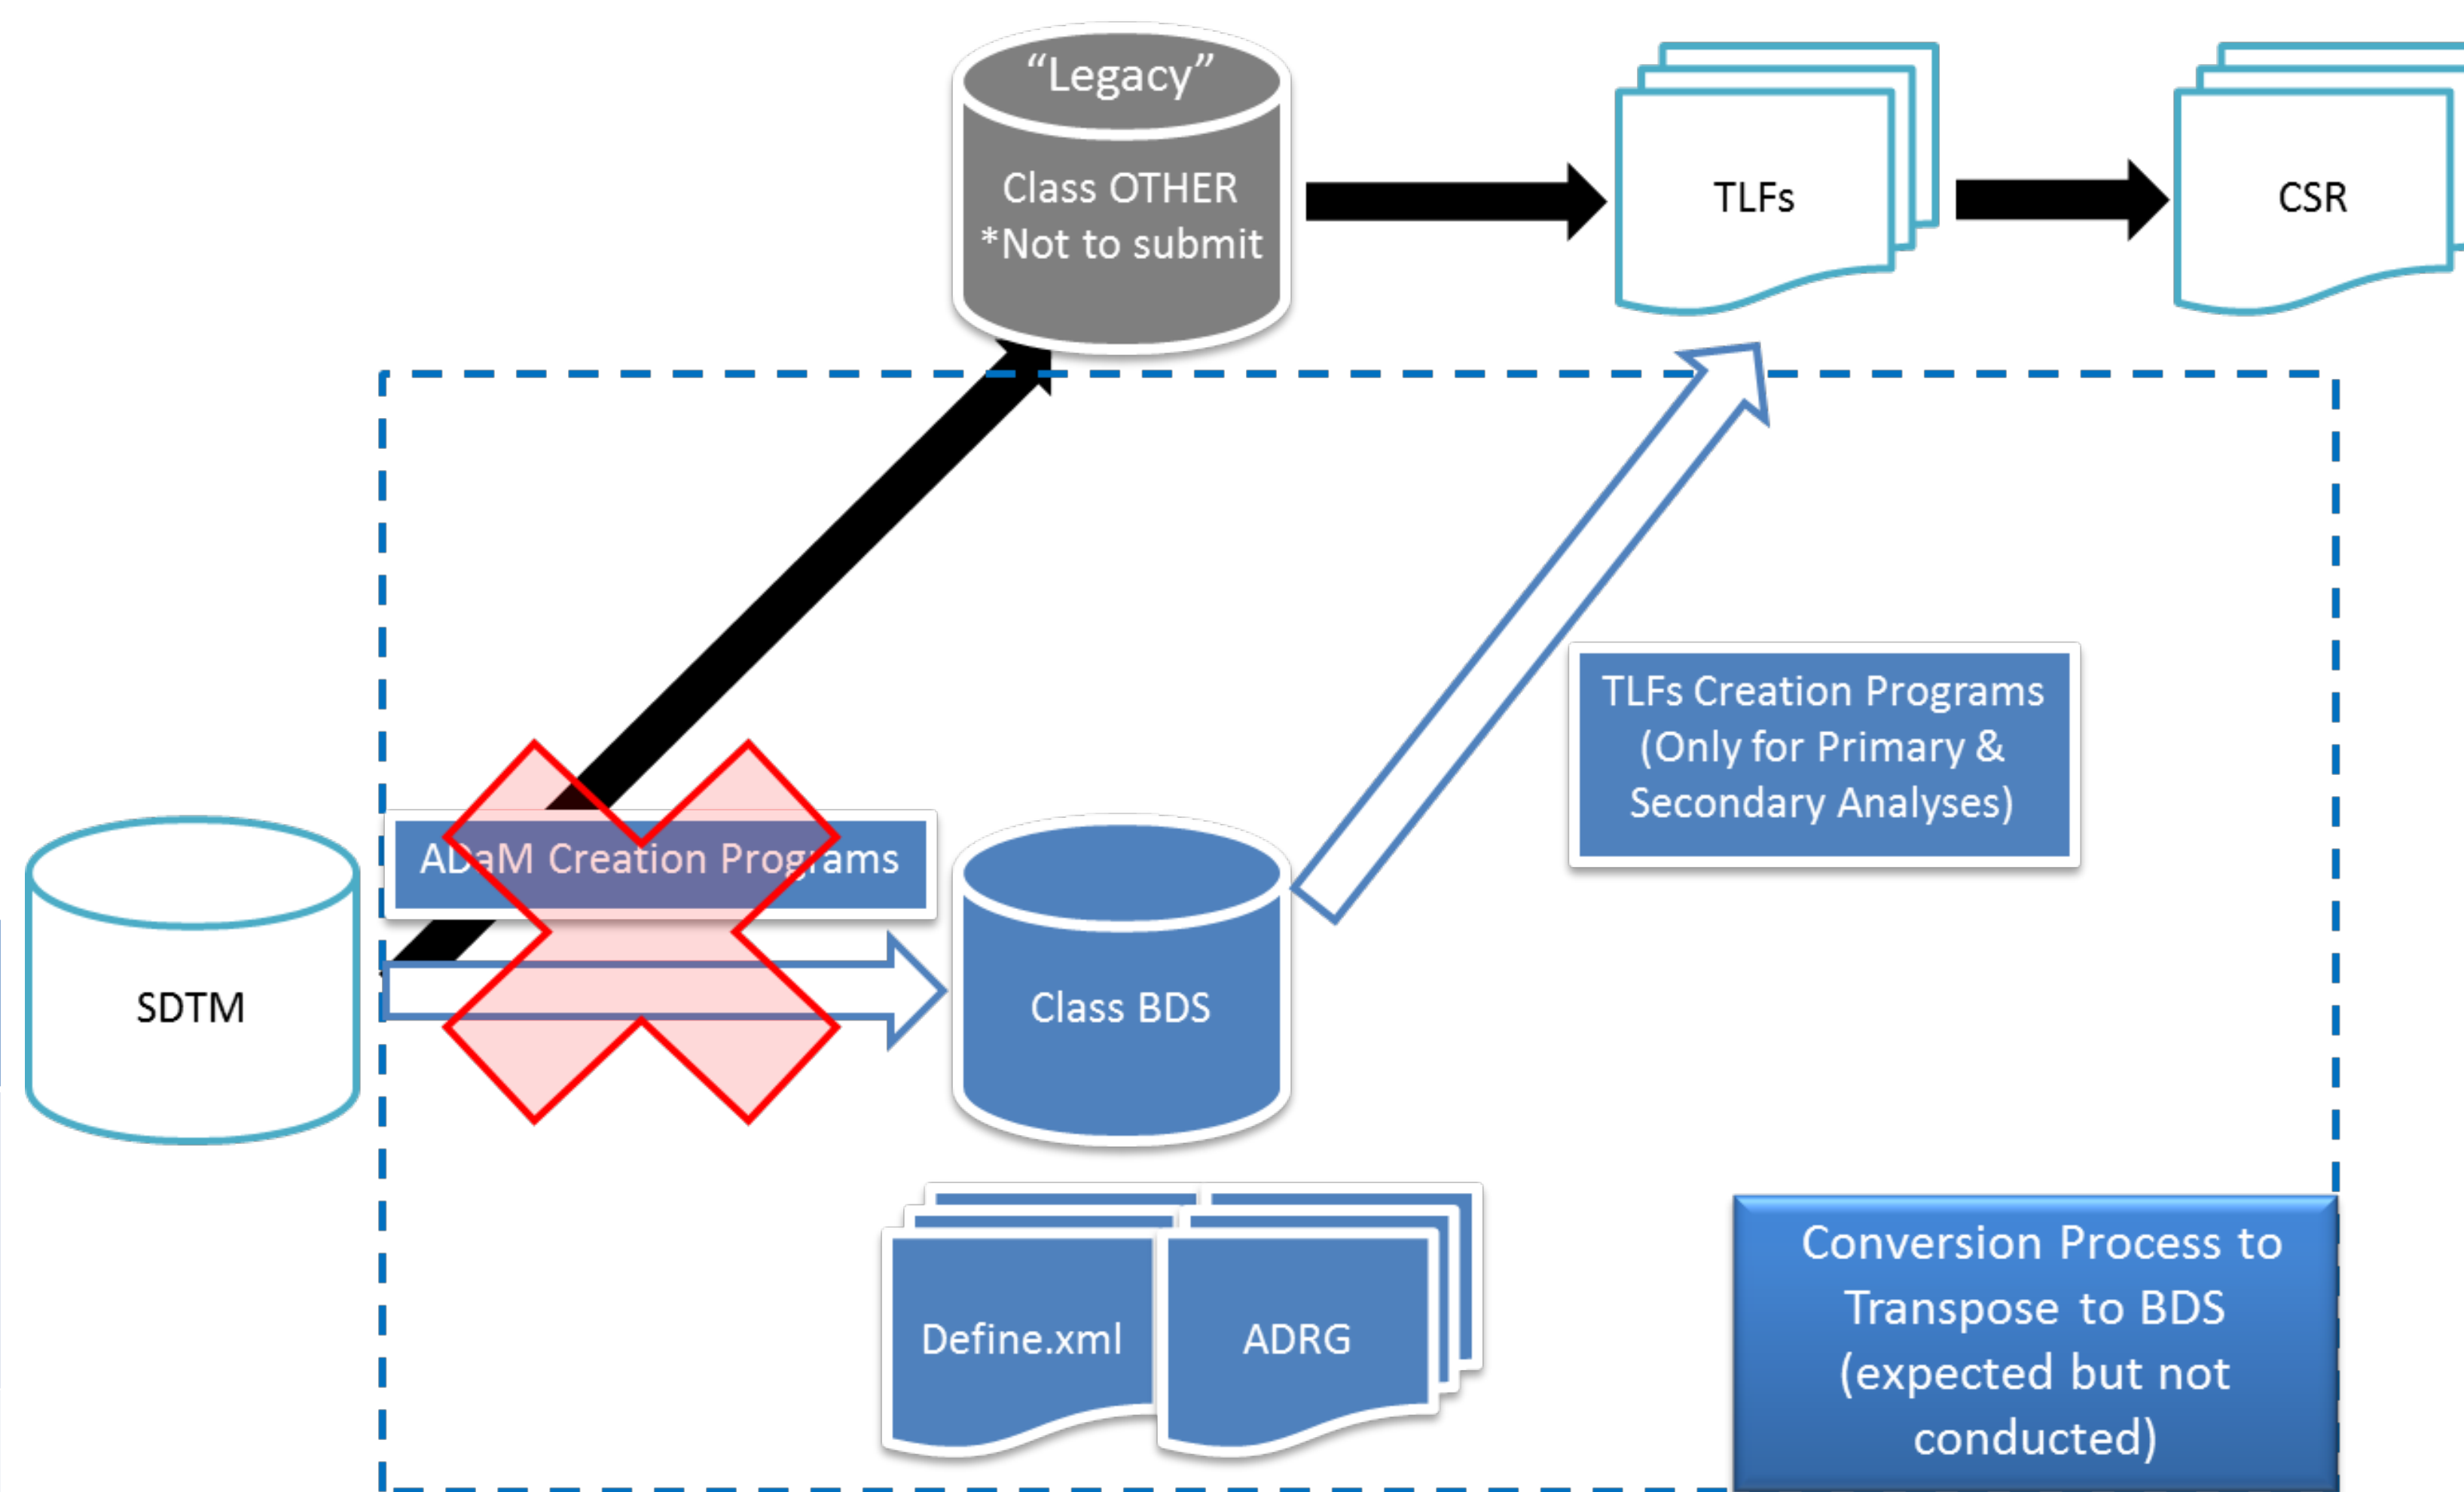 “Legacy”
Class OTHER
*Not to submit
TLFs
CSR
TLFs Creation Programs
(Only for Primary &
Secondary Analyses)
ADaM Creation Programs
SDTM
Class BDS
Define.xml
ADRG
Conversion Process to
Transpose to BDS
(expected but not
conducted)